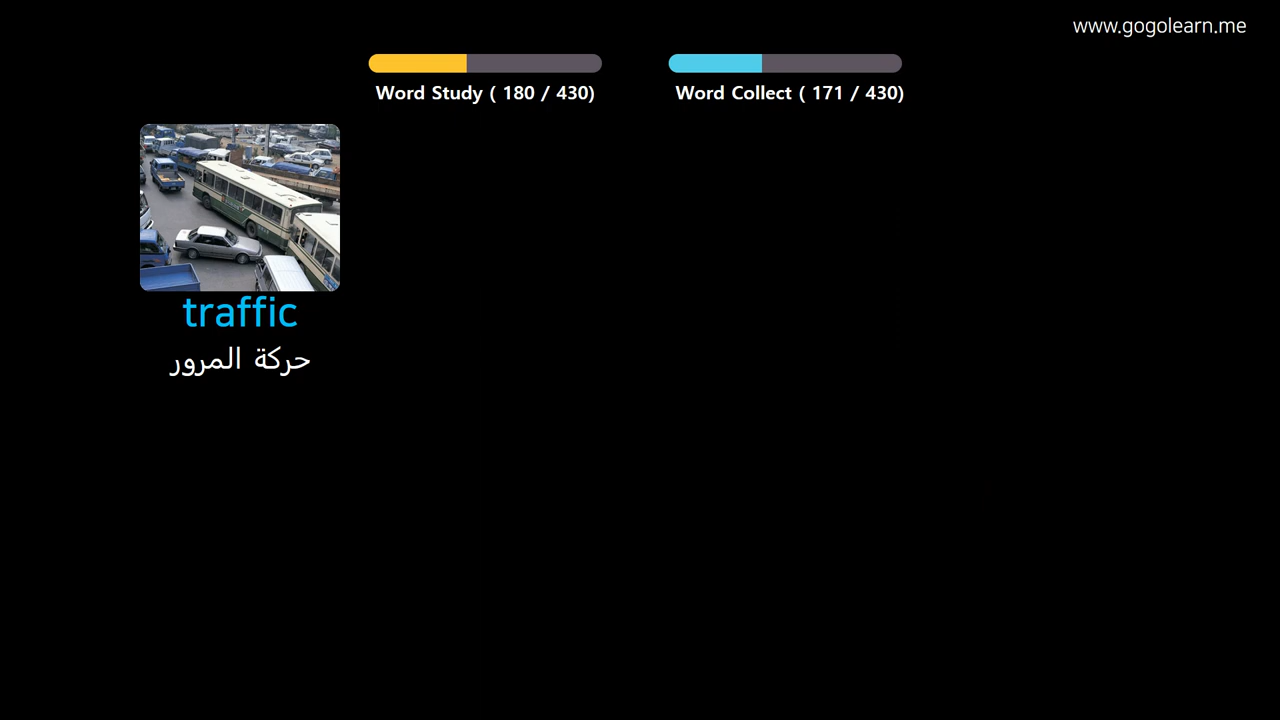 www.gogolearn.me
Word Study ( 180 / 430)
Word Collect ( 171 / 430)
traffic
حركة المرور